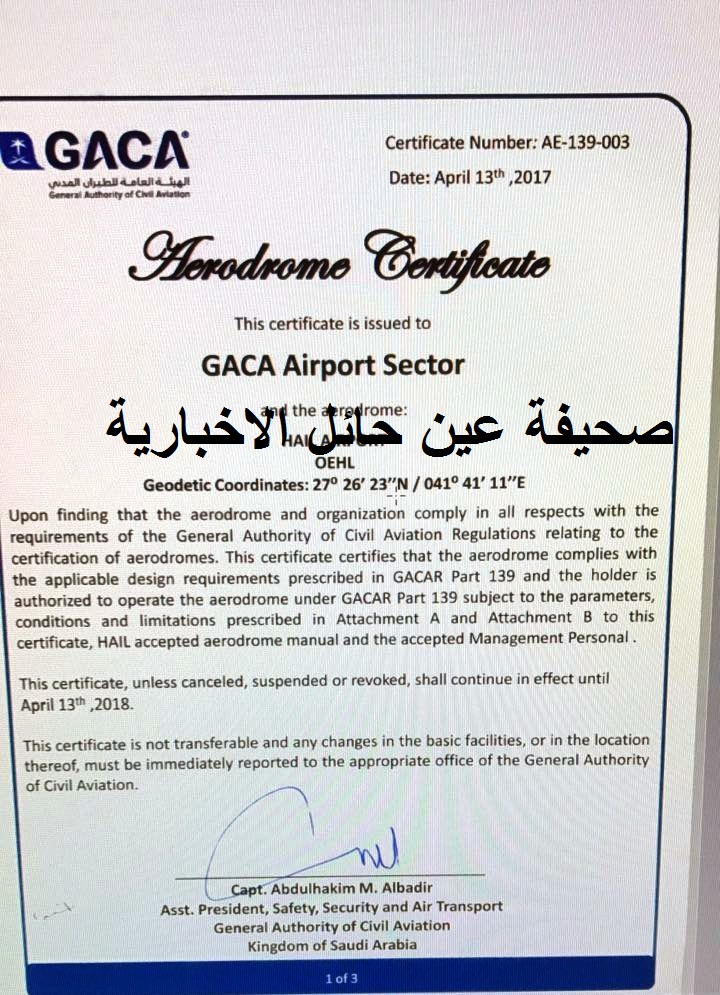 GACA
الهيئة العامة للطيران المدني
General Authority of Civil Aviation
Certificate Number: AE-139-003
Date: April 13th ,2017
Aerodrome Certificate
This certificate is issued to
GACA Airport Sector
and the aerodrome:
صحيفة عين حائل الاخبارية
HAIL AIRPORT
OEHL
Geodetic Coordinates: 27º 26’ 23’’N / 041º 41’ 11’’E
Upon finding that the aerodrome and organization comply in all respects with the
requirements of the General Authority of Civil Aviation Regulations relating to the
certification of aerodromes. This certificate certifies that the aerodrome complies with
the applicable design requirements prescribed in GACAR Part 139 and the holder is
authorized to operate the aerodrome under GACAR Part 139 subject to the parameters,
conditions and limitations prescribed in Attachment A and Attachment B to this
certificate, HAIL accepted aerodrome manual and the accepted Management Personal .
This certificate, unless canceled, suspended or revoked, shall continue in effect until
April 13th ,2018.
This certificate is not transferable and any changes in the basic facilities, or in the location
thereof, must be immediately reported to the appropriate office of the General Authority
of Civil Aviation.
Capt. Abdulhakim M. Albadir
Asst. President, Safety, Security and Air Transport
General Authority of Civil Aviation
Kingdom of Saudi Arabia
1 of 3